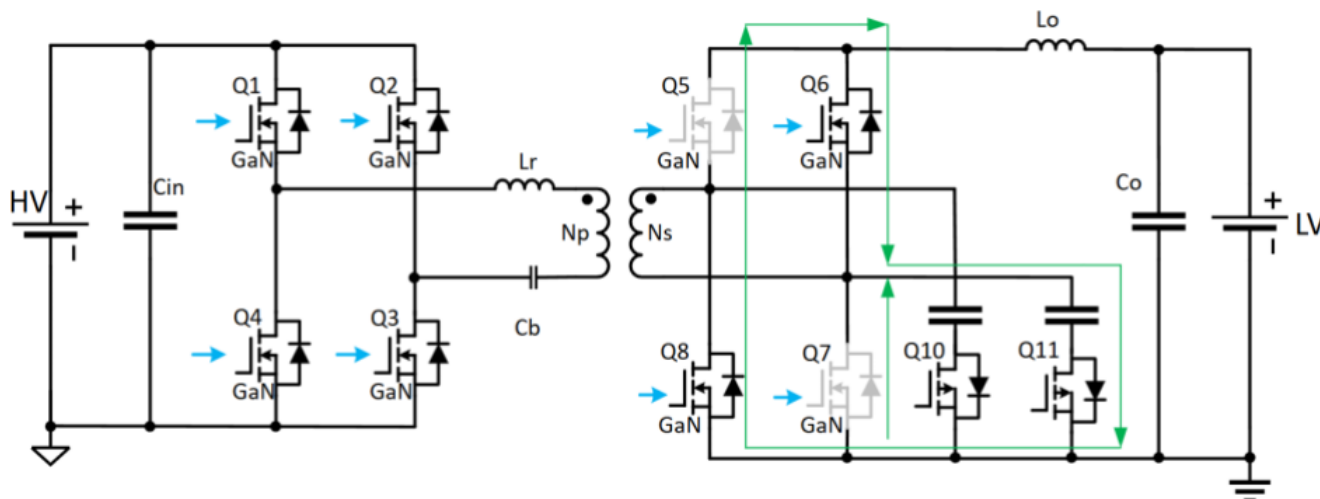 Lo
Q1
Q2
Q5
Q6
GaN
GaN
GaN
GaN
Lr
Cin
HV
+
Np
Ns
Co
+
LV
Cb
Q4
Q3
Q8
Q7
Q10
Q11
GaN
GaN
GaN
GaN